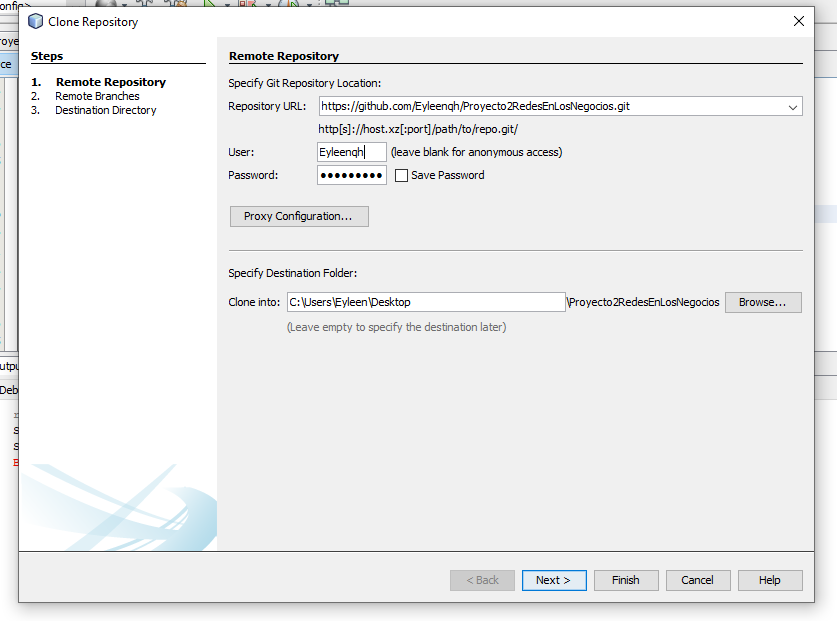 Clone Repository
Steps
1. Remote Repository
2. Remote Branches
3. Destination Directory
Remote Repository
Specify Git Repository Location:
Repository URL: https://github.com/Eyleenqh/Proyecto2RedesEnLosNegocios.git
http[s]://host.xz[:port]/path/to/repo.git/
User: Eyleenqh (leave blank for anonymous access)
Password: ●●●●●●●●● Save Password
Proxy Configuration...
Specify Destination Folder:
Clone into: C:\Users\Eyleen\Desktop \Proyecto2RedesEnLosNegocios Browse...
(Leave empty to specify the destination later)
< Back Next > Finish Cancel Help